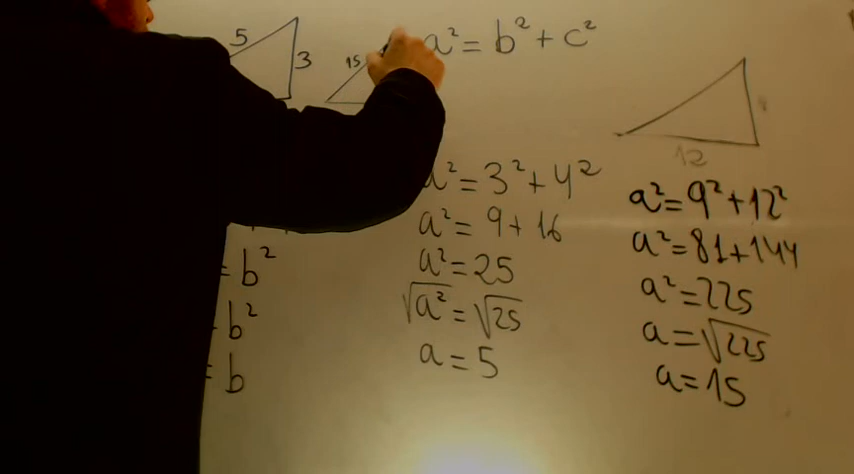 5
3
15
a² = b² + c²
12
a² = 3² + 4²
a² = 9 + 16
a² = 25
√a² = √25
a = 5
a² = 9² + 12²
a² = 81 + 144
a² = 225
a = √225
a = 15
= b²
= b²
= b